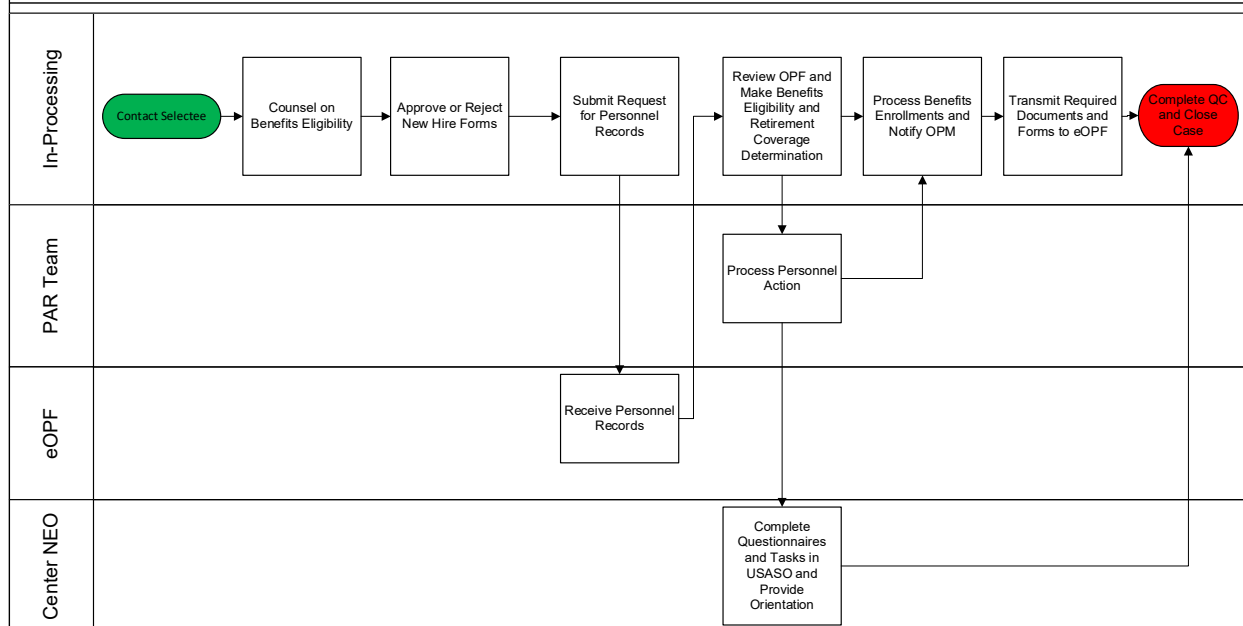 In-Processing
Contact Selectee
Counsel on
Benefits Eligibility
Approve or Reject
New Hire Forms
Submit Request
for Personnel
Records
Review OPF and
Make Benefits
Eligibility and
Retirement
Coverage
Determination
Process Benefits
Enrollments and
Notify OPM
Transmit Required
Documents and
Forms to eOPF
Complete QC
and Close
Case
PAR Team
Process Personnel
Action
eOPF
Receive Personnel
Records
Center NEO
Complete
Questionnaires
and Tasks in
USASO and
Provide
Orientation